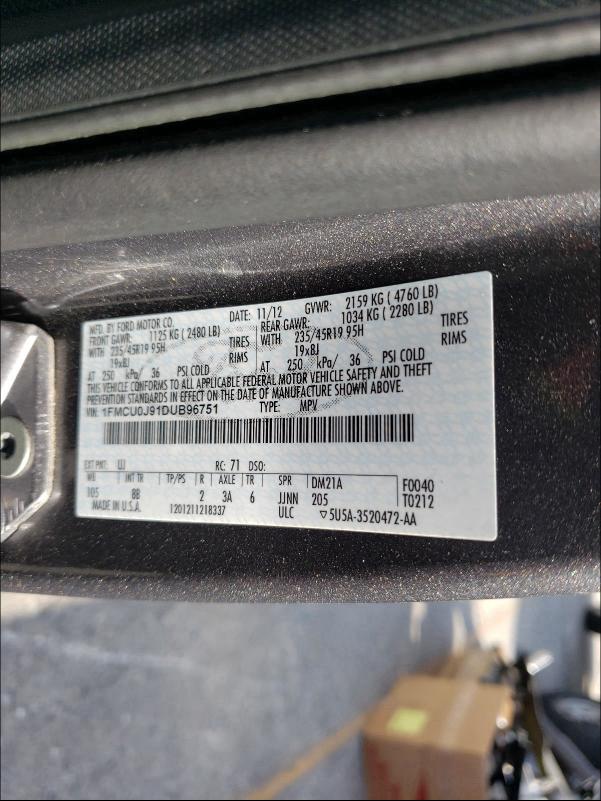 MFD. BY FORD MOTOR CO.
DATE: 11/12 GVWR: 2159 KG ( 4760 LB)
FRONT GAWR: 1125 KG ( 2480 LB) REAR GAWR: 1034 KG ( 2280 LB)
WITH 235/45R19 95H TIRES WITH 235/45R19 95H TIRES
19x8J RIMS 19x8J RIMS
AT 250 kPa/ 36 PSI COLD AT 250 kPa/ 36 PSI COLD
THIS VEHICLE CONFORMS TO ALL APPLICABLE FEDERAL MOTOR VEHICLE SAFETY AND THEFT
PREVENTION STANDARDS IN EFFECT ON THE DATE OF MANUFACTURE SHOWN ABOVE.
VIN: 1FMCU0J91DUB96751 TYPE: MPV
EXT PNT: UJ RC: 71 DSO:
WB INT TR TP/PS R AXLE TR SPR DM21A F0040
105 8B 2 3A 6 JJNN 205 T0212
MADE IN U.S.A. 1201211218337 ULC ▽5U5A-3520472-AA